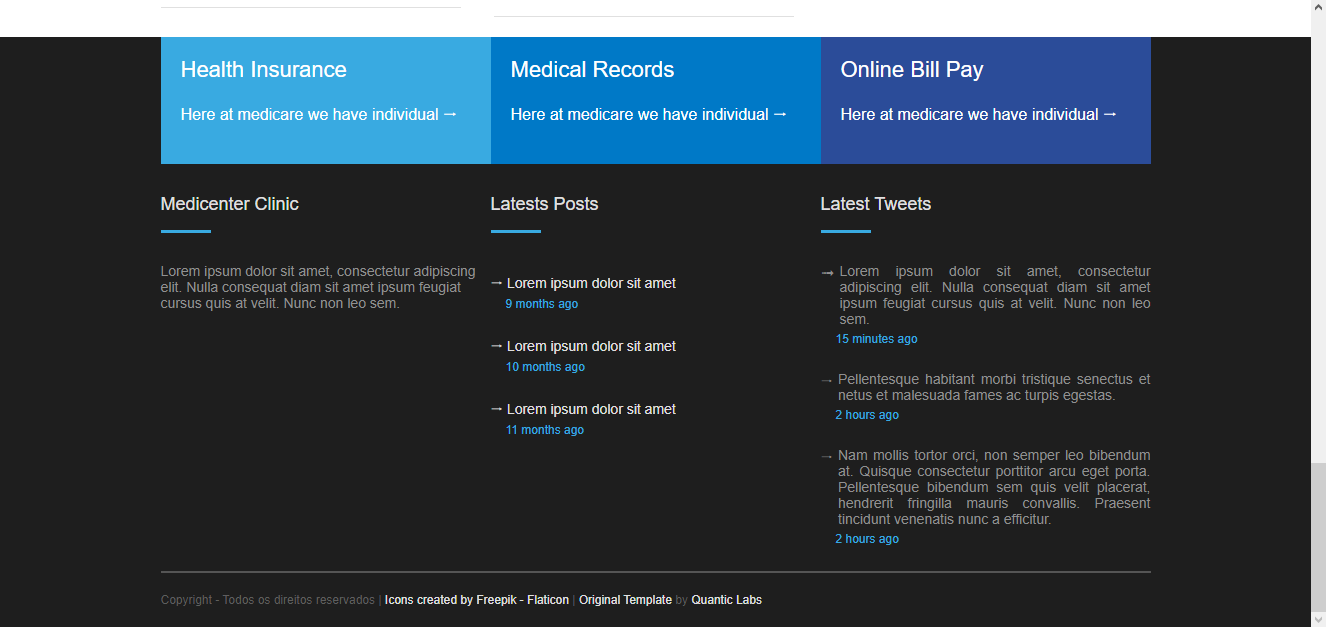 Health Insurance
Here at medicare we have individual →
Medical Records
Here at medicare we have individual →
Online Bill Pay
Here at medicare we have individual →
Medicenter Clinic
Lorem ipsum dolor sit amet, consectetur adipiscing
elit. Nulla consequat diam sit amet ipsum feugiat
cursus quis at velit. Nunc non leo sem.
Latests Posts
→ Lorem ipsum dolor sit amet
9 months ago
→ Lorem ipsum dolor sit amet
10 months ago
→ Lorem ipsum dolor sit amet
11 months ago
Latest Tweets
→ Lorem ipsum dolor sit amet, consectetur
adipiscing elit. Nulla consequat diam sit amet
ipsum feugiat cursus quis at velit. Nunc non leo
sem.
15 minutes ago
→ Pellentesque habitant morbi tristique senectus et
netus et malesuada fames ac turpis egestas.
2 hours ago
→ Nam mollis tortor orci, non semper leo bibendum
at. Quisque consectetur porttitor arcu eget porta.
Pellentesque bibendum sem quis velit placerat,
hendrerit fringilla mauris convallis. Praesent
tincidunt venenatis nunc a efficitur.
2 hours ago
Copyright - Todos os direitos reservados | Icons created by Freepik - Flaticon | Original Template by Quantic Labs